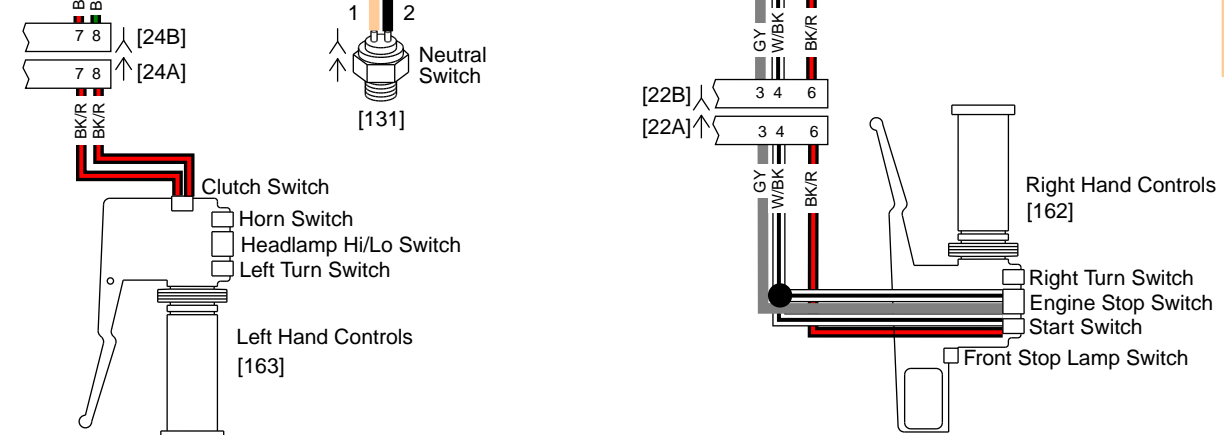 1 2
7 8 [24B]
7 8 [24A]
BK/R BK/R
Neutral
Switch
[131]
Clutch Switch
Horn Switch
Headlamp Hi/Lo Switch
Left Turn Switch
Left Hand Controls
[163]
GY W/BK BK/R
[22B] 3 4 6
[22A] 3 4 6
GY W/BK BK/R
Right Hand Controls
[162]
Right Turn Switch
Engine Stop Switch
Start Switch
Front Stop Lamp Switch